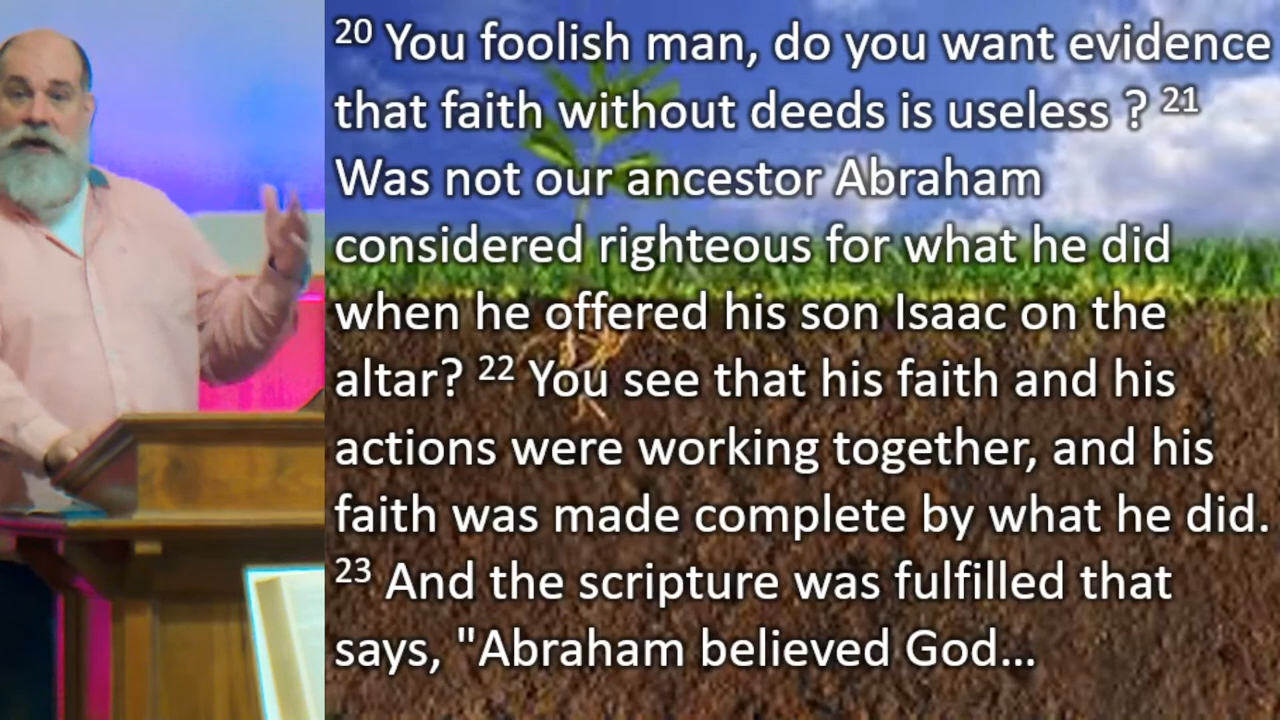 20 You foolish man, do you want evidence
that faith without deeds is useless ? 21
Was not our ancestor Abraham
considered righteous for what he did
when he offered his son Isaac on the
altar? 22 You see that his faith and his
actions were working together, and his
faith was made complete by what he did.
23 And the scripture was fulfilled that
says, "Abraham believed God...